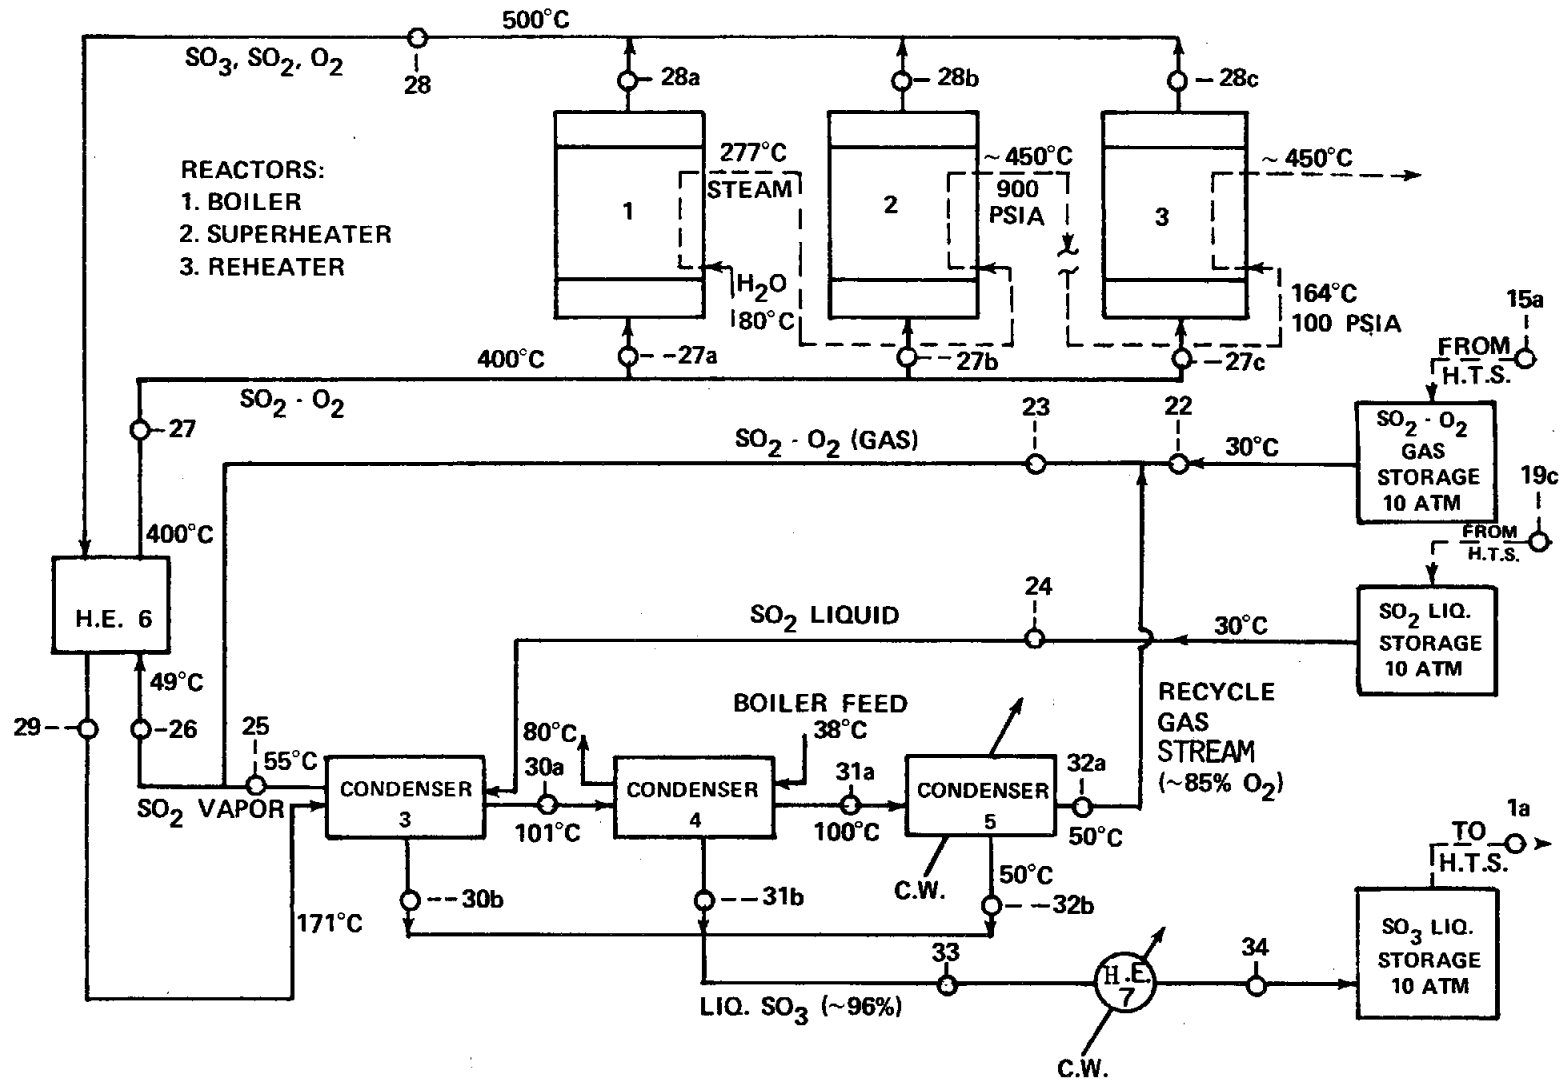 500°C
SO3, SO2, O2
28
28a
28b
28c
REACTORS:
1. BOILER
2. SUPERHEATER
3. REHEATER
1
277°C
STEAM
H2O
80°C
2
~450°C
900
PSIA
3
~450°C
164°C
100 PSIA
15a
FROM
H.T.S.
400°C
27a
27b
27c
SO2 - O2
27
23
22
SO2 - O2 (GAS)
30°C
SO2 - O2
GAS
STORAGE
10 ATM
19c
FROM
H.T.S.
400°C
H.E. 6
24
SO2 LIQUID
30°C
SO2 LIQ.
STORAGE
10 ATM
49°C
29
26
25
55°C
SO2 VAPOR
BOILER FEED
80°C
38°C
RECYCLE
GAS
STREAM
(~85% O2)
CONDENSER
3
30a
101°C
CONDENSER
4
31a
100°C
CONDENSER
5
32a
50°C
C.W.
50°C
1a
TO
H.T.S.
30b
31b
32b
171°C
33
34
H.E.
7
LIQ. SO3 (~96%)
C.W.
SO3 LIQ.
STORAGE
10 ATM